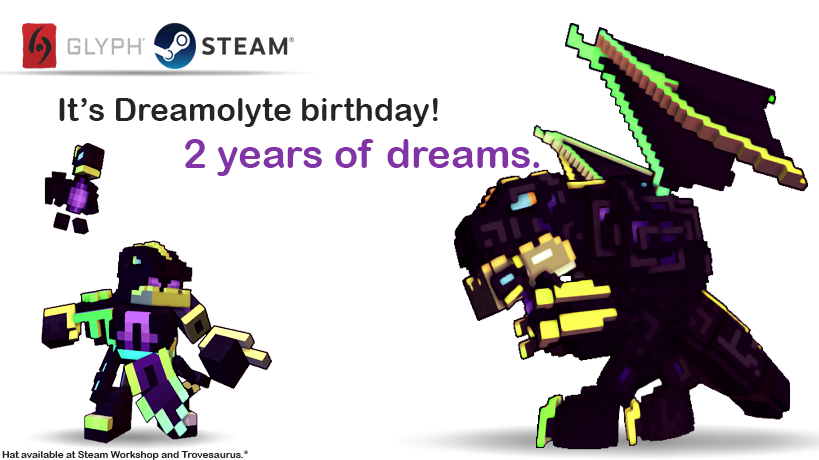 GLYPH® STEAM®
It's Dreamolyte birthday!
2 years of dreams.
Hat available at Steam Workshop and Trovesaurus.*